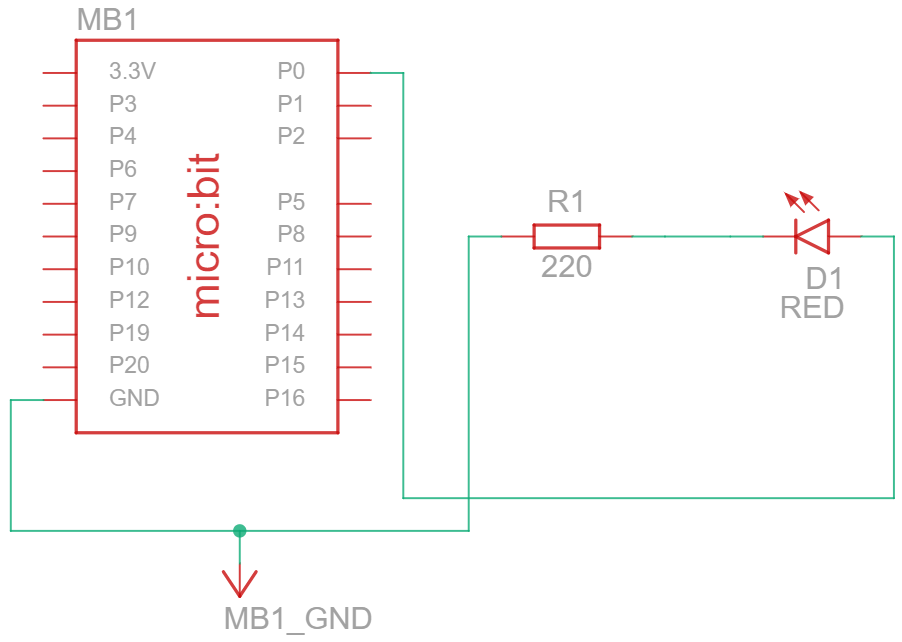 MB1
3.3V P0
P3 P1
P4 P2
P6
P7 P5
P9 P8
P10 P11
P12 P13
P19 P14
P20 P15
GND P16
micro:bit
R1
220
D1
RED
MB1_GND